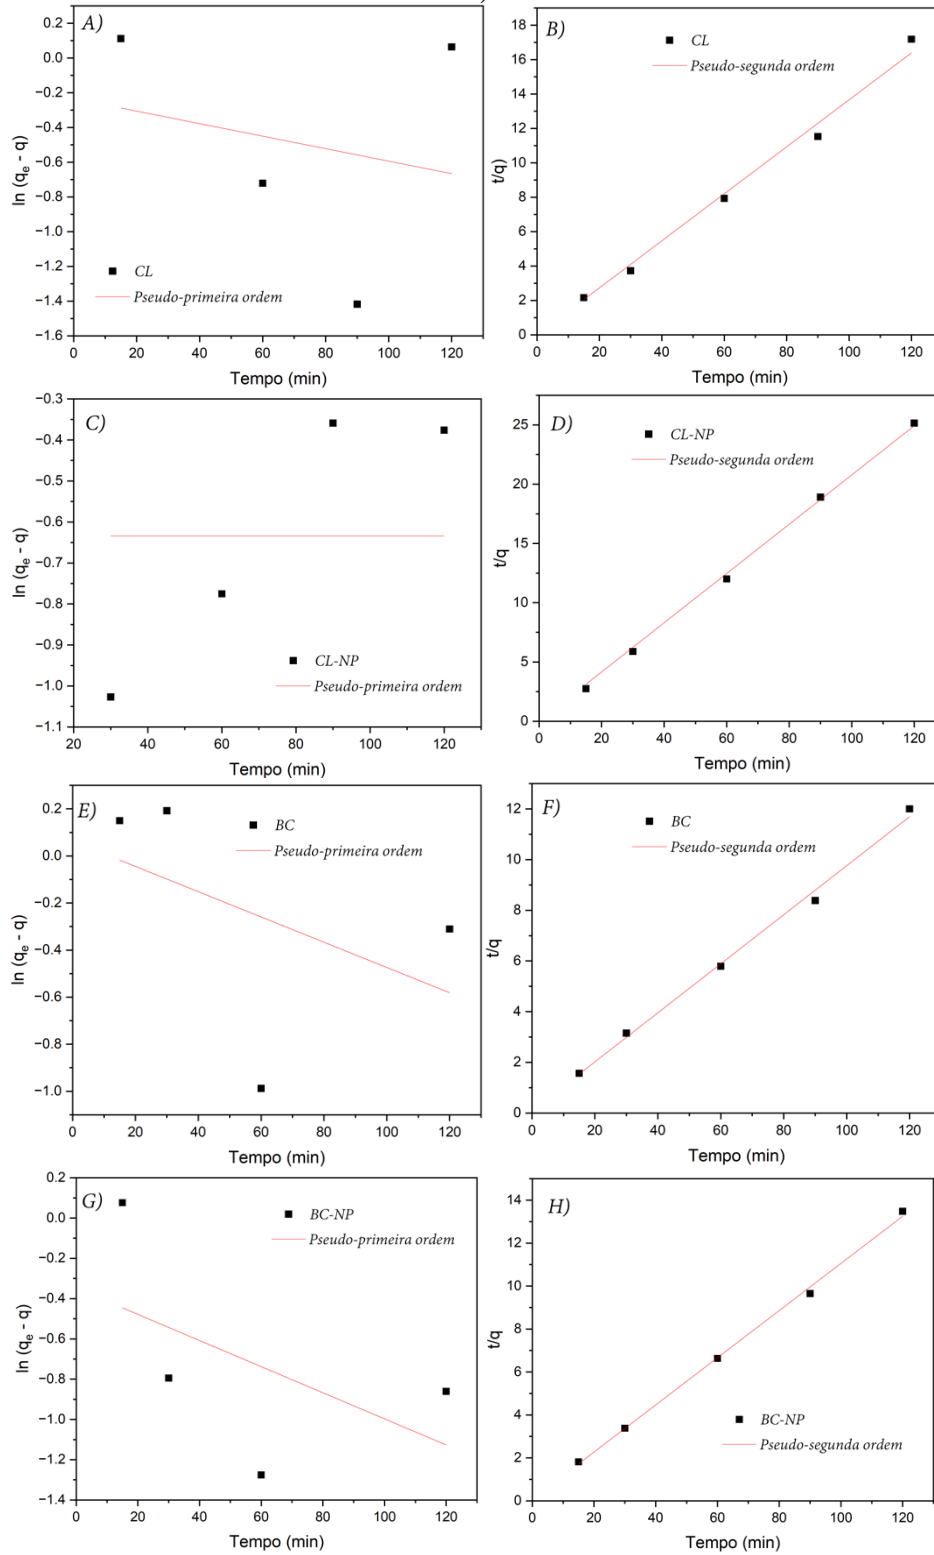 A)
0.2
0.0
−0.2
−0.4
−0.6
−0.8
−1.0
−1.2
−1.4
−1.6
ln (qe - q)
CL
Pseudo-primeira ordem
0 20 40 60 80 100 120
Tempo (min)
B)
18
16
14
12
10
8
6
4
2
0
t/q
CL
Pseudo-segunda ordem
0 20 40 60 80 100 120
Tempo (min)
C)
−0.3
−0.4
−0.5
−0.6
−0.7
−0.8
−0.9
−1.0
−1.1
ln (qe - q)
CL-NP
Pseudo-primeira ordem
20 40 60 80 100 120
Tempo (min)
D)
25
20
15
10
5
0
t/q
CL-NP
Pseudo-segunda ordem
0 20 40 60 80 100 120
Tempo (min)
E)
0.2
0.0
−0.2
−0.4
−0.6
−0.8
−1.0
ln (qe - q)
BC
Pseudo-primeira ordem
0 20 40 60 80 100 120
Tempo (min)
F)
12
10
8
6
4
2
0
t/q
BC
Pseudo-segunda ordem
0 20 40 60 80 100 120
Tempo (min)
G)
0.2
0.0
−0.2
−0.4
−0.6
−0.8
−1.0
−1.2
−1.4
ln (qe - q)
BC-NP
Pseudo-primeira ordem
0 20 40 60 80 100 120
Tempo (min)
H)
14
12
10
8
6
4
2
0
t/q
BC-NP
Pseudo-segunda ordem
0 20 40 60 80 100 120
Tempo (min)